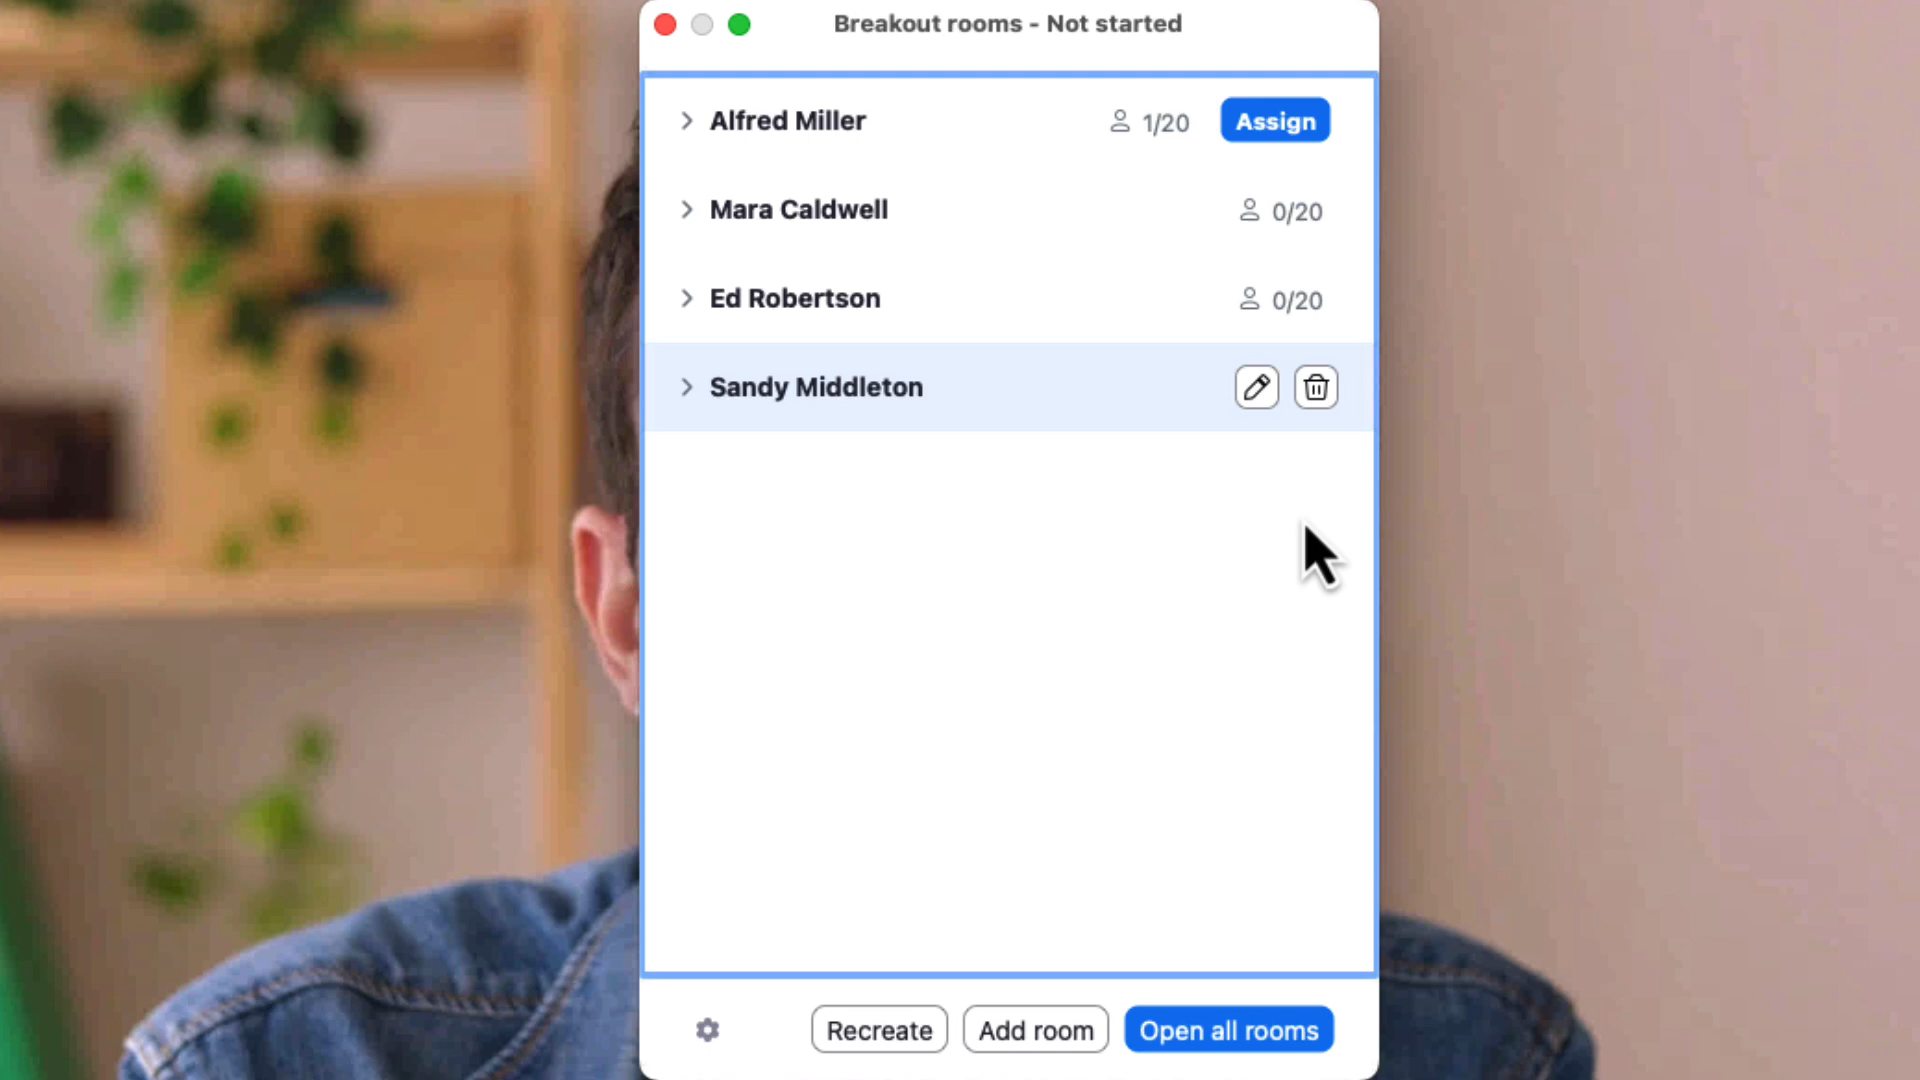 Breakout rooms - Not started
Alfred Miller 1/20 Assign
Mara Caldwell 0/20
Ed Robertson 0/20
Sandy Middleton
Recreate Add room Open all rooms